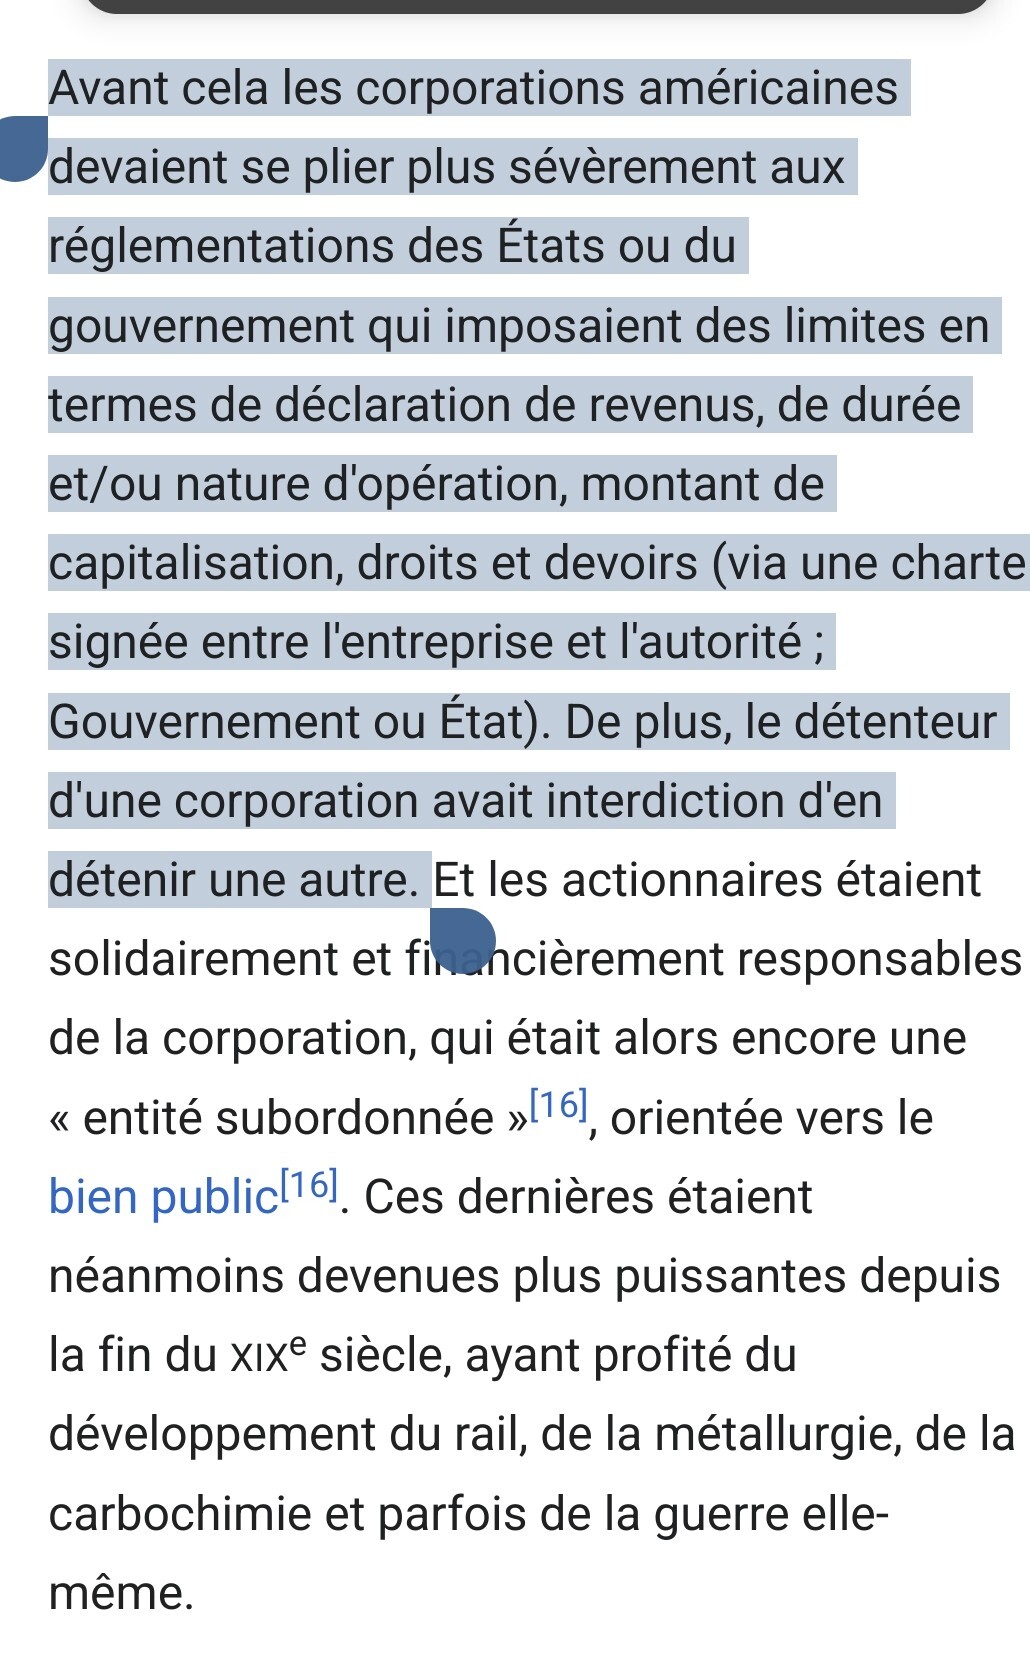 Avant cela les corporations américaines
devaient se plier plus sévèrement aux
réglementations des États ou du
gouvernement qui imposaient des limites en
termes de déclaration de revenus, de durée
et/ou nature d'opération, montant de
capitalisation, droits et devoirs (via une charte
signée entre l'entreprise et l'autorité ;
Gouvernement ou État). De plus, le détenteur
d'une corporation avait interdiction d'en
détenir une autre. Et les actionnaires étaient
solidairement et financièrement responsables
de la corporation, qui était alors encore une
« entité subordonnée »[16], orientée vers le
bien public[16]. Ces dernières étaient
néanmoins devenues plus puissantes depuis
la fin du XIXe siècle, ayant profité du
développement du rail, de la métallurgie, de la
carbochimie et parfois de la guerre elle-
même.